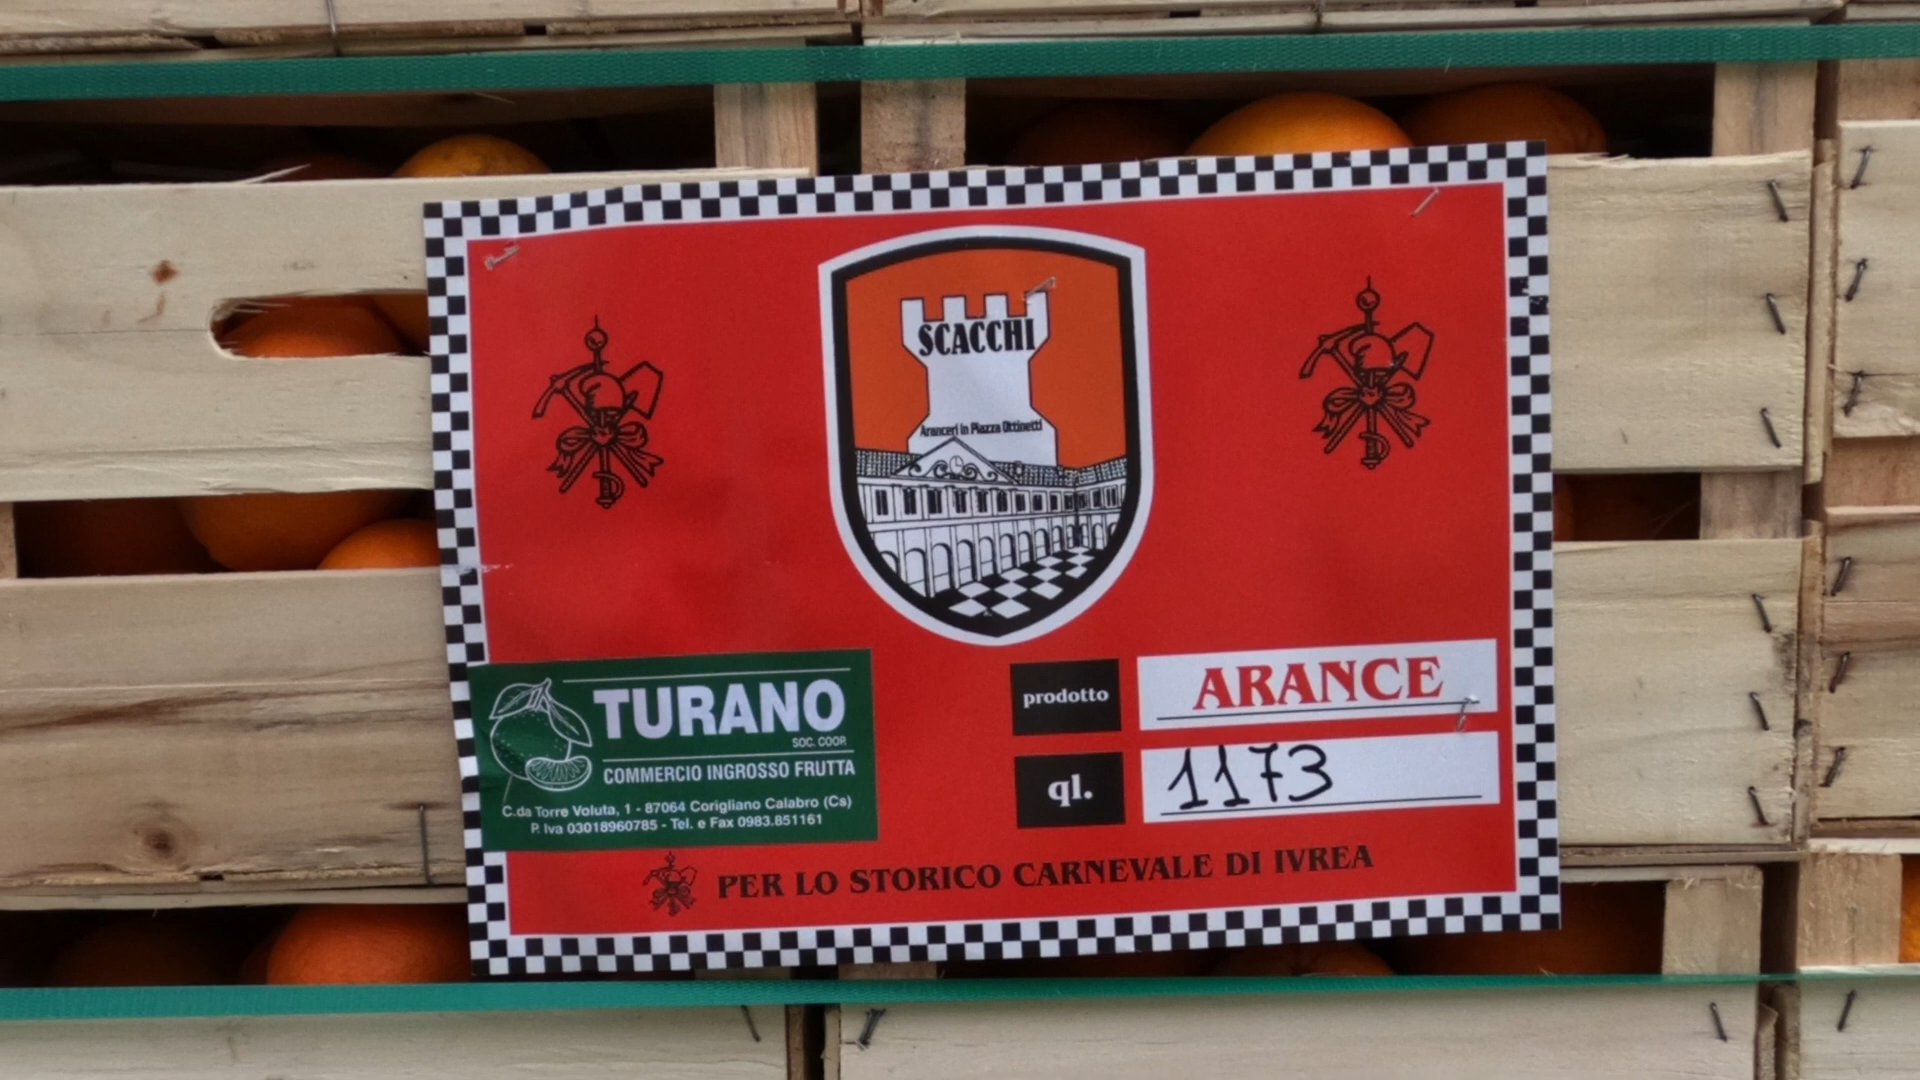 SCACCHI
Aranceri in Piazza Ottinetti
TURANO
SOC. COOP.
COMMERCIO INGROSSO FRUTTA
C.da Torre Voluta, 1 - 87064 Corigliano Calabro (Cs)
P. Iva 03018960785 - Tel. e Fax 0983.851161
prodotto ARANCE
ql. 1173
PER LO STORICO CARNEVALE DI IVREA